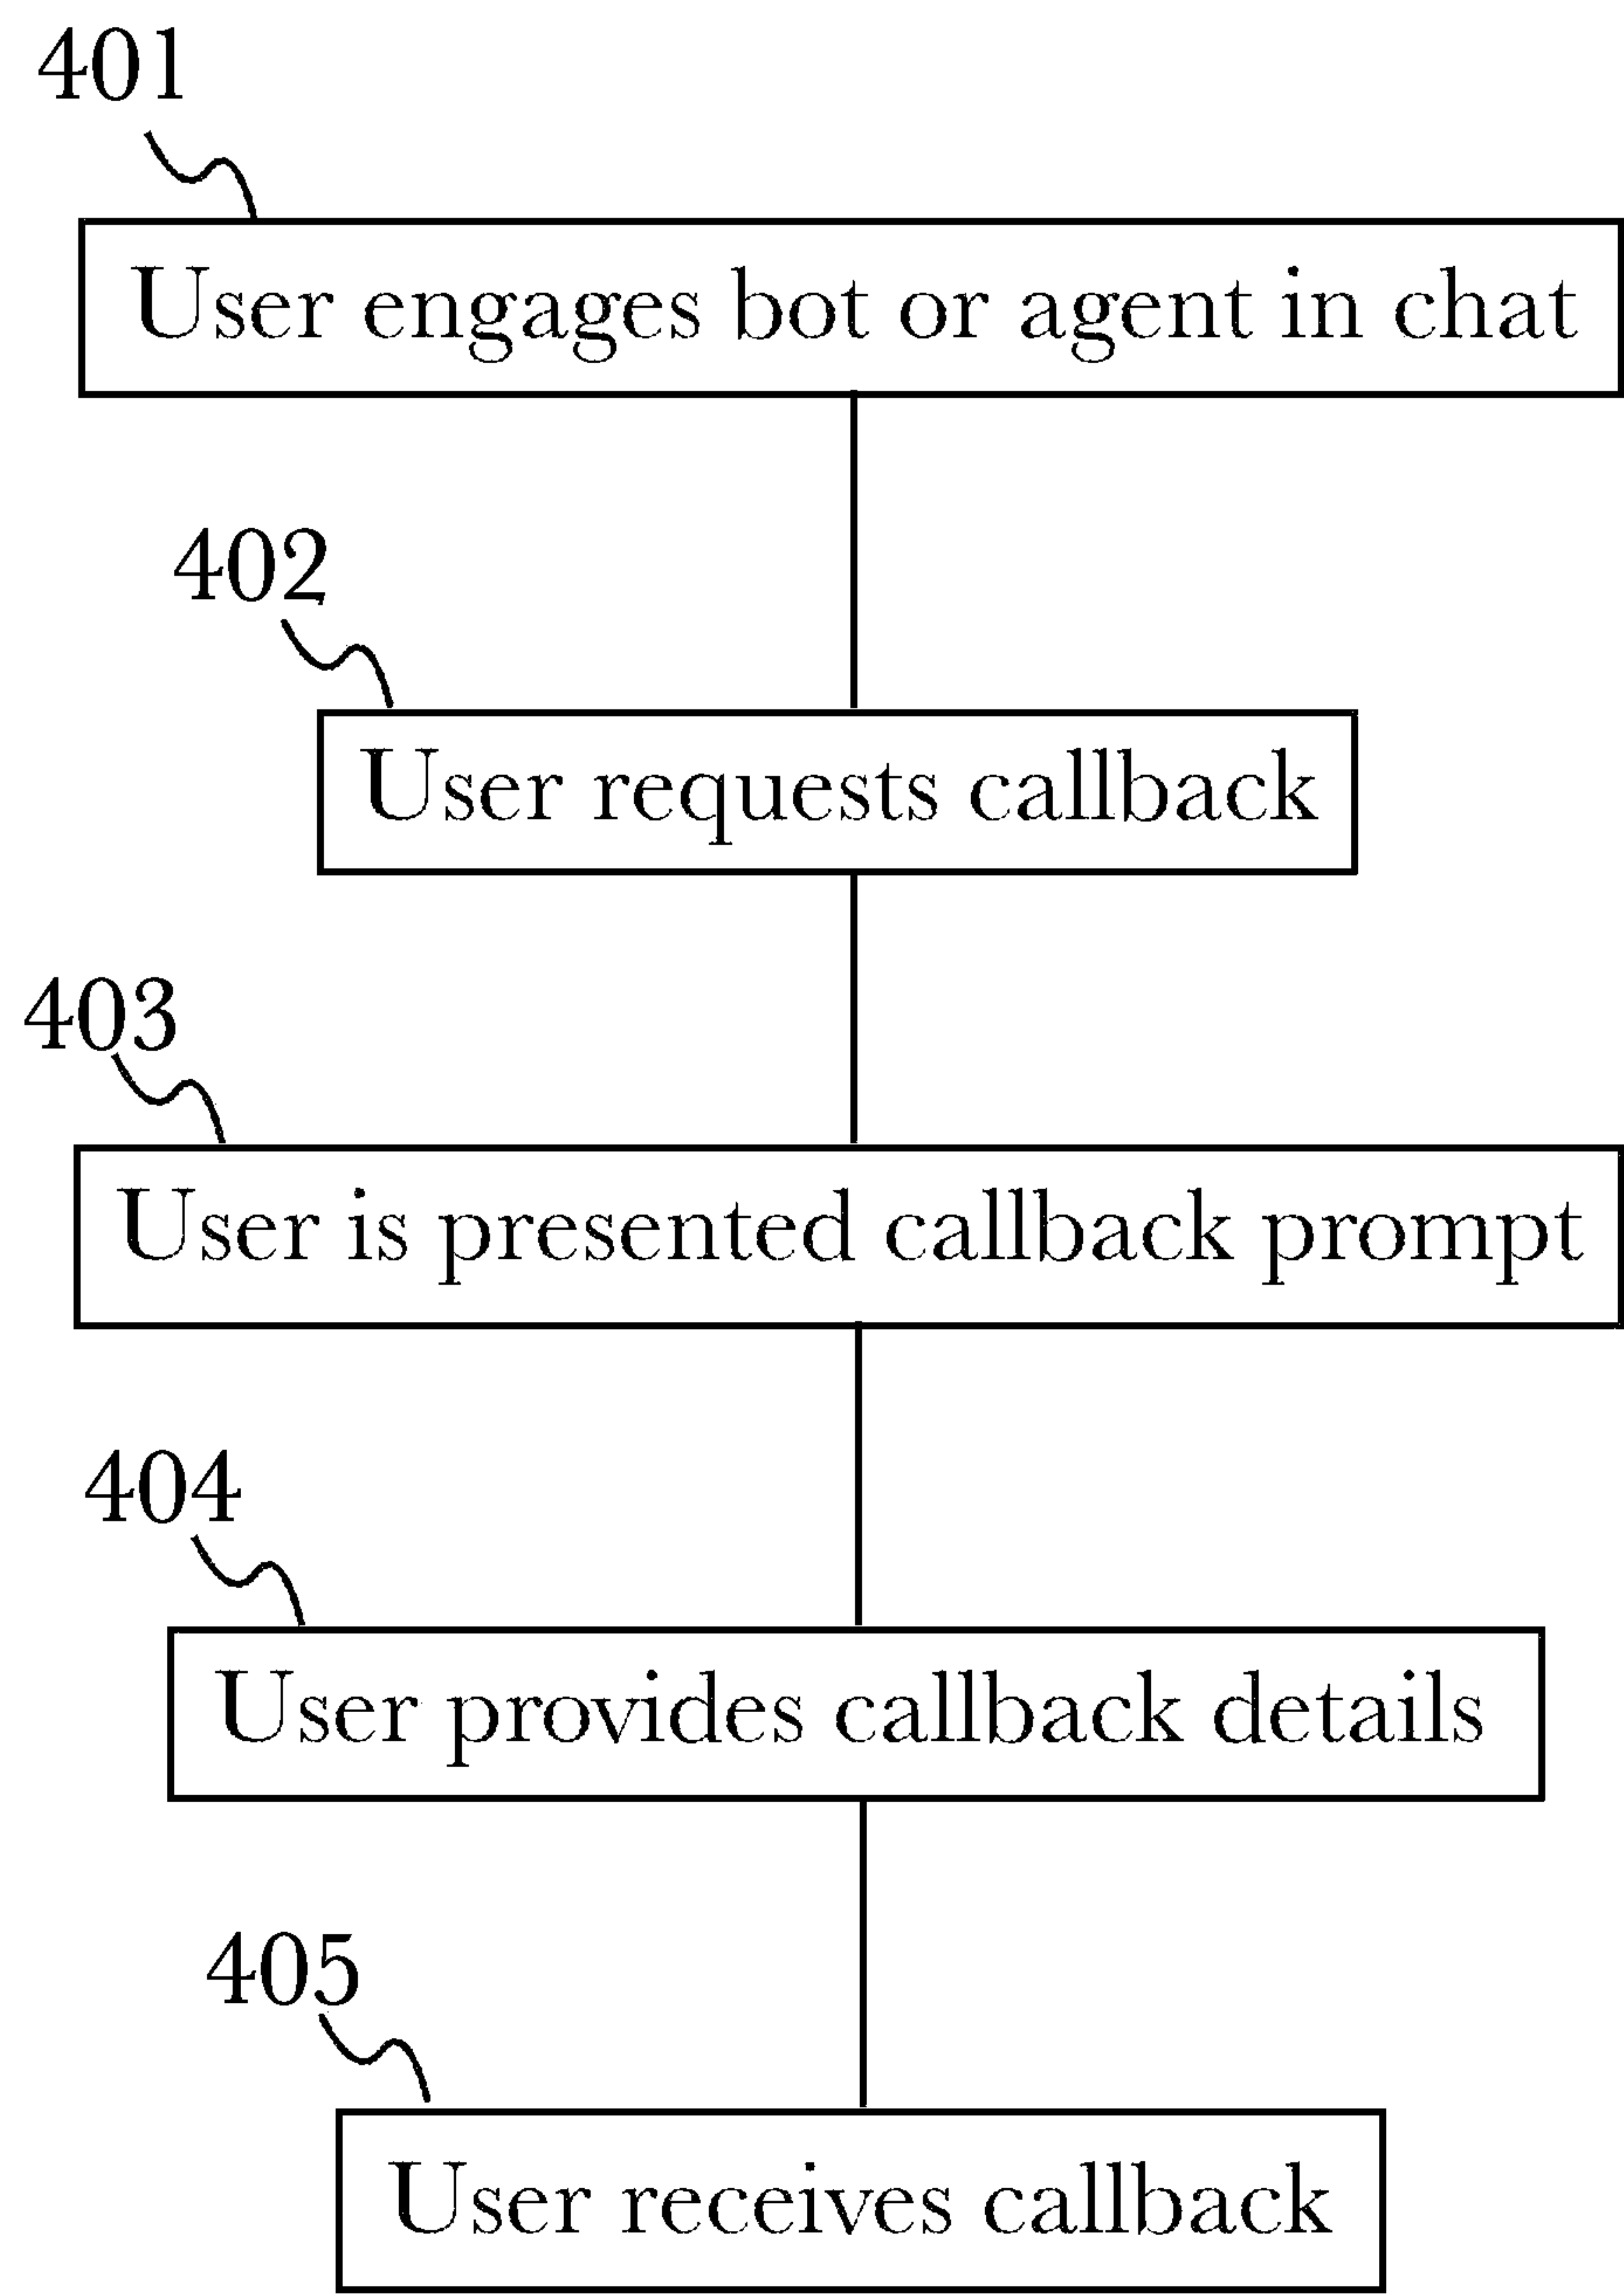 401
User engages bot or agent in chat
402
User requests callback
403
User is presented callback prompt
404
User provides callback details
405
User receives callback